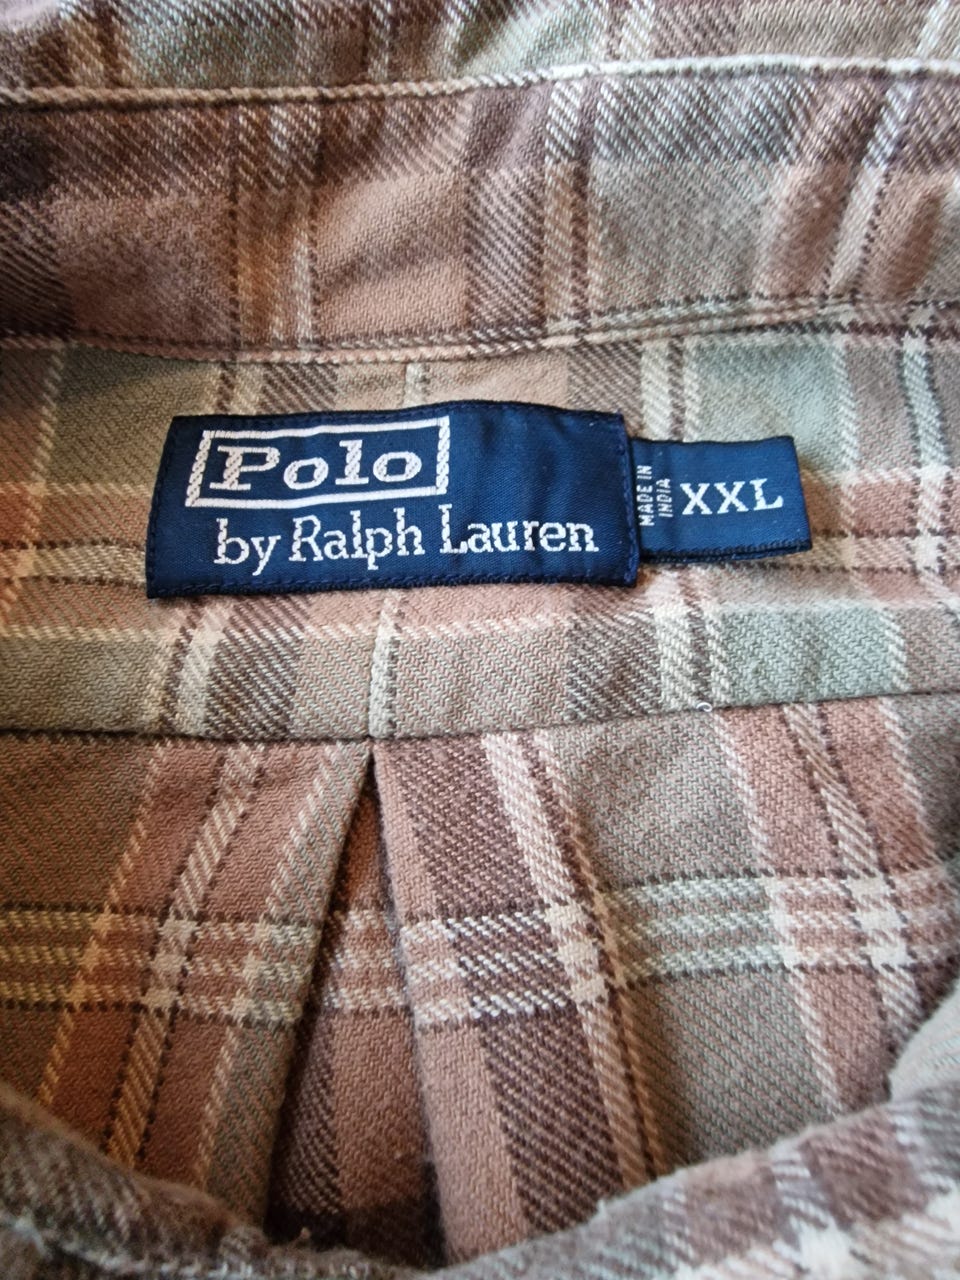 Polo
by Ralph Lauren
MADE IN
INDIA
XXL